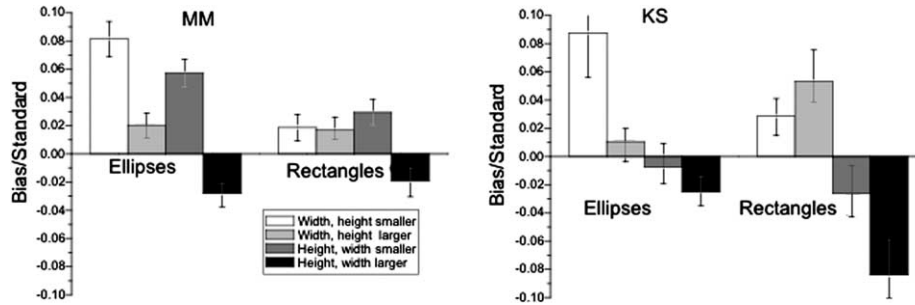 MM
Bias/Standard
0.10
0.08
0.06
0.04
0.02
0.00
-0.02
-0.04
-0.06
-0.08
-0.10
Ellipses
Rectangles
Width, height smaller
Width, height larger
Height, width smaller
Height, width larger
KS
Bias/Standard
0.10
0.08
0.06
0.04
0.02
0.00
-0.02
-0.04
-0.06
-0.08
-0.10
Ellipses
Rectangles